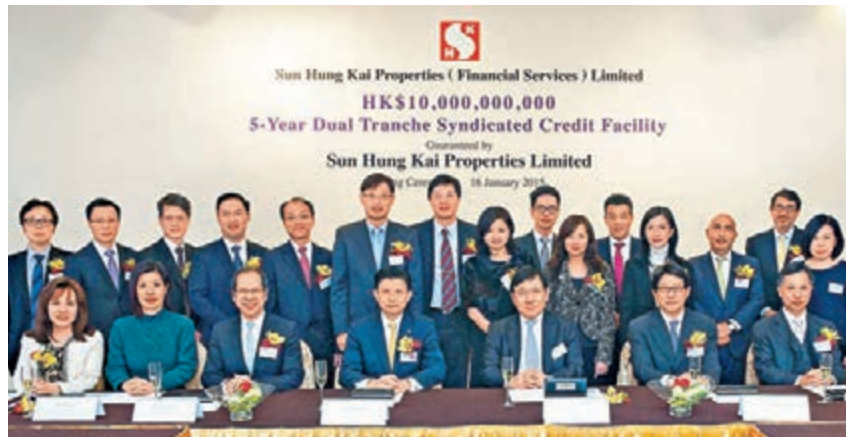 S H K
Sun Hung Kai Properties ( Financial Services ) Limited
HK$10,000,000,000
5-Year Dual Tranche Syndicated Credit Facility
Guaranteed by
Sun Hung Kai Properties Limited
16 January 2015